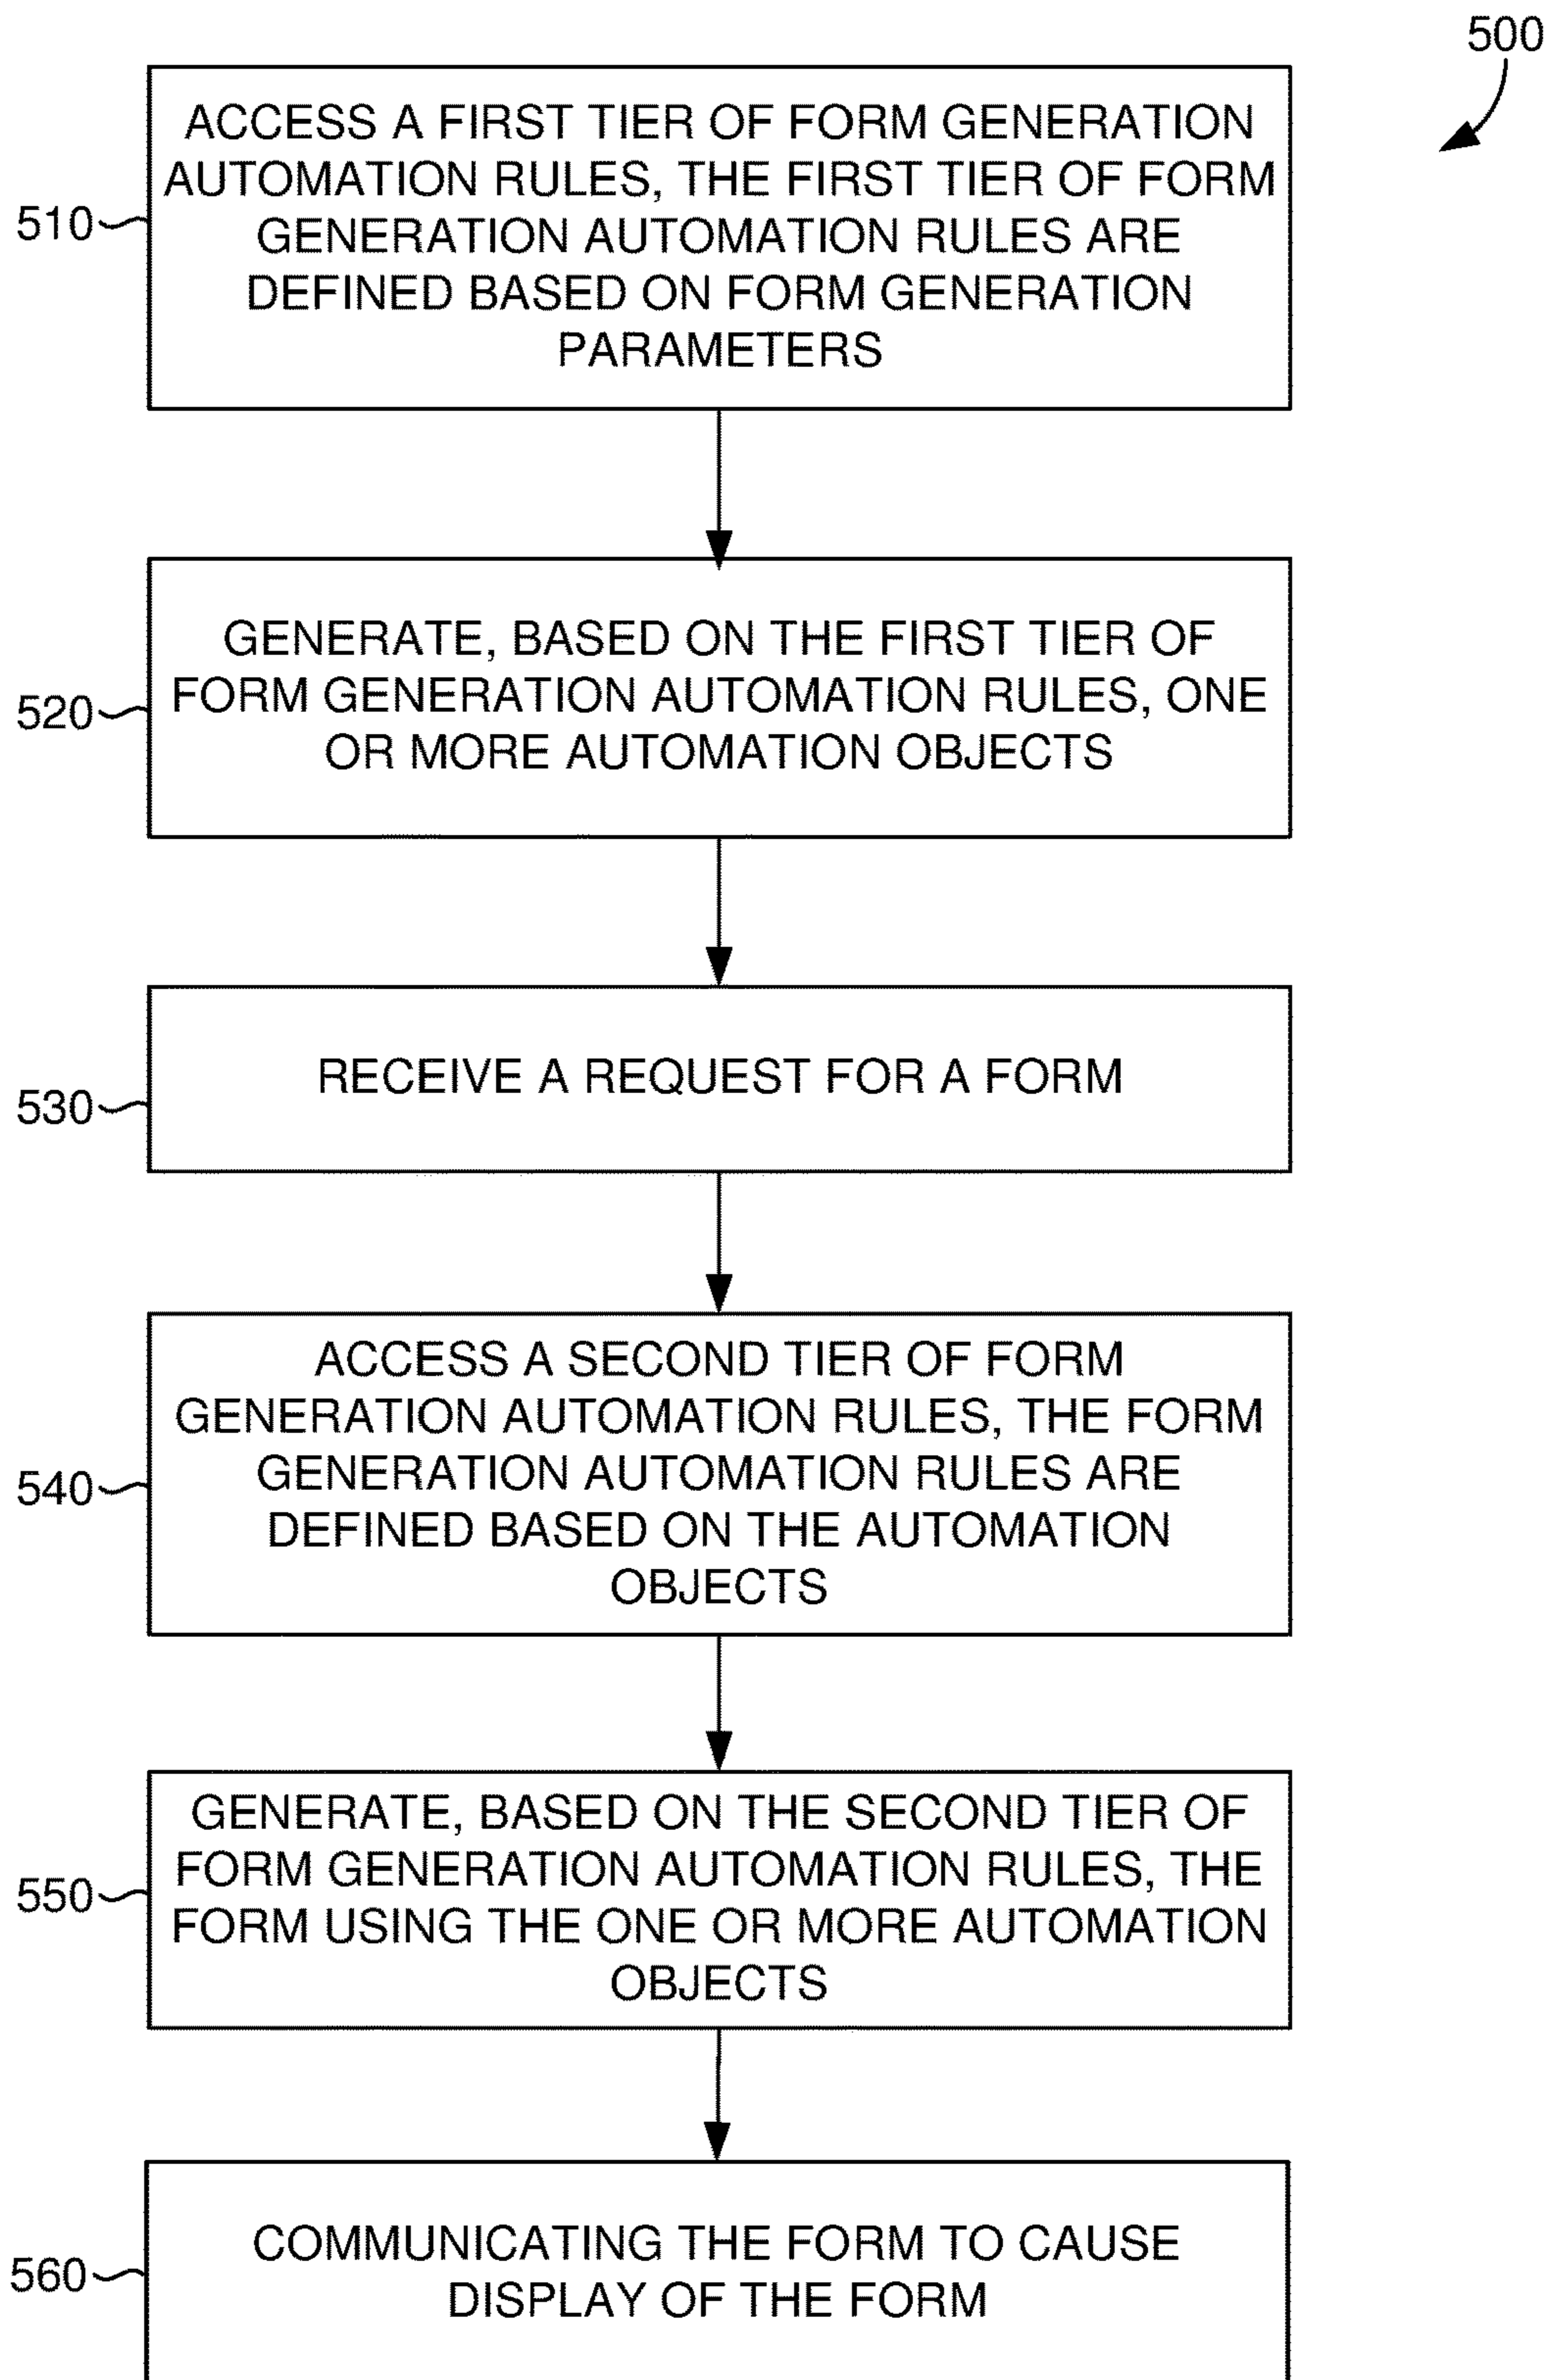 500
ACCESS A FIRST TIER OF FORM GENERATION
AUTOMATION RULES, THE FIRST TIER OF FORM
GENERATION AUTOMATION RULES ARE
DEFINED BASED ON FORM GENERATION
PARAMETERS
510
GENERATE, BASED ON THE FIRST TIER OF
FORM GENERATION AUTOMATION RULES, ONE
OR MORE AUTOMATION OBJECTS
520
RECEIVE A REQUEST FOR A FORM
530
ACCESS A SECOND TIER OF FORM
GENERATION AUTOMATION RULES, THE FORM
GENERATION AUTOMATION RULES ARE
DEFINED BASED ON THE AUTOMATION
OBJECTS
540
GENERATE, BASED ON THE SECOND TIER OF
FORM GENERATION AUTOMATION RULES, THE
FORM USING THE ONE OR MORE AUTOMATION
OBJECTS
550
COMMUNICATING THE FORM TO CAUSE
DISPLAY OF THE FORM
560